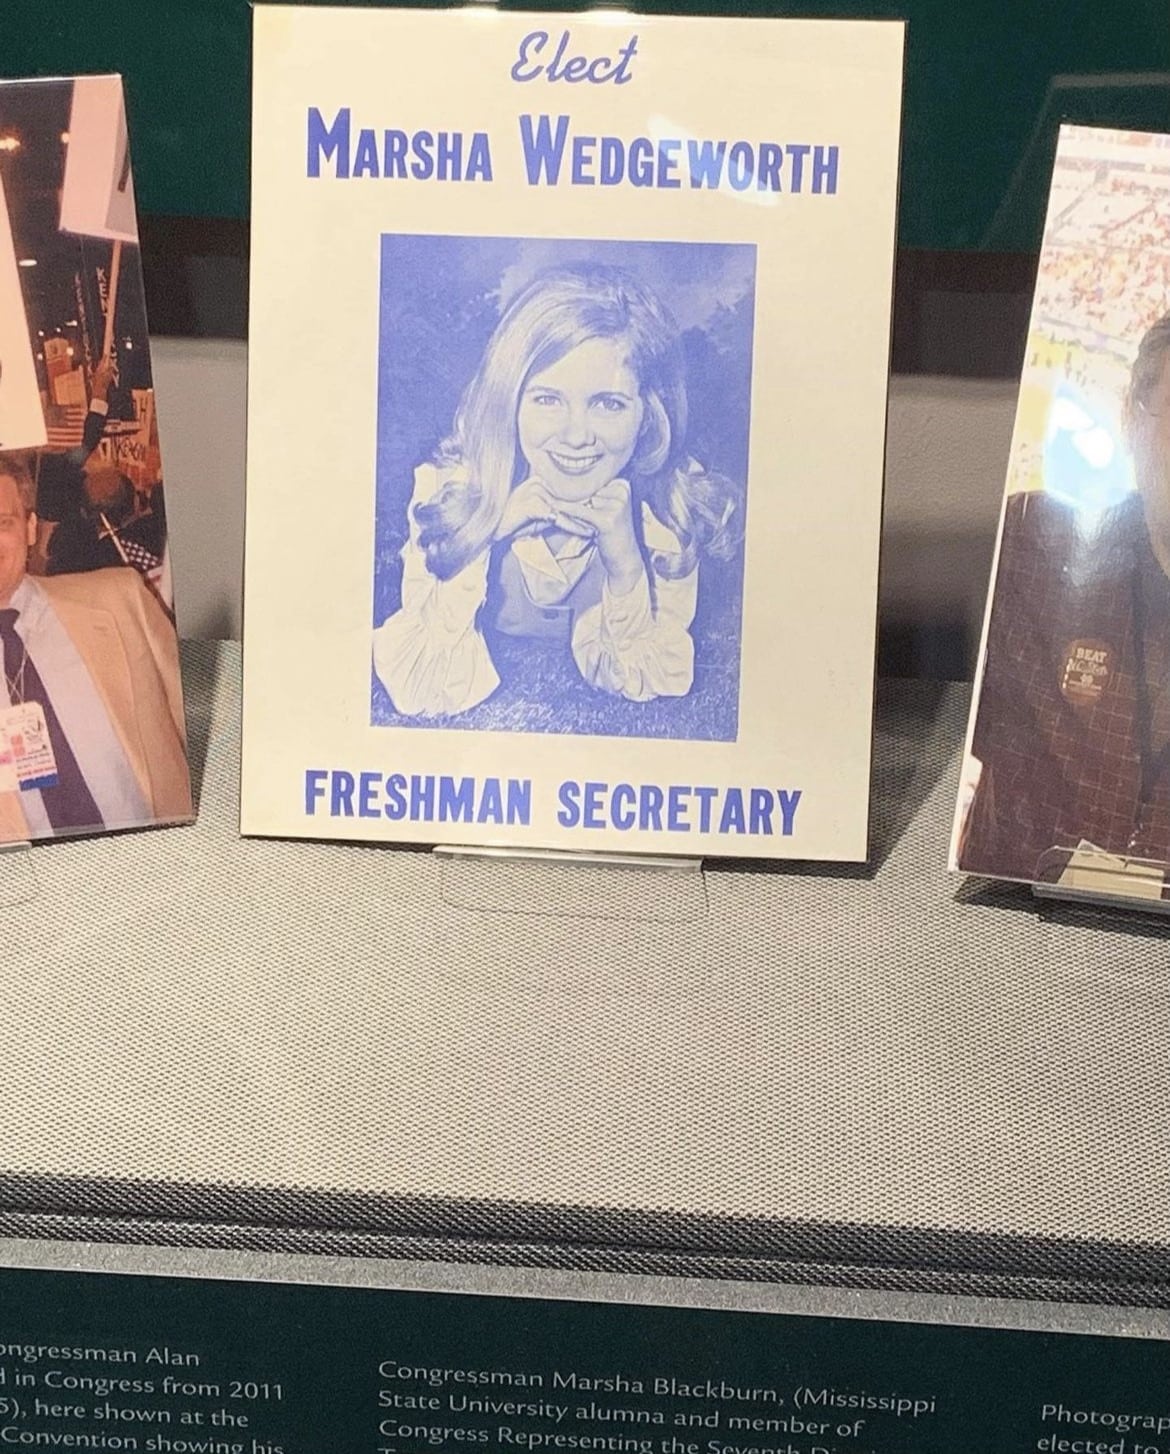 Elect
MARSHA WEDGEWORTH
FRESHMAN SECRETARY
BEAT
ongressman Alan
d in Congress from 2011
5), here shown at the
Convention showing his
Congressman Marsha Blackburn, (Mississippi
State University alumna and member of
Congress Representing the Seventh
Photograp
elected to